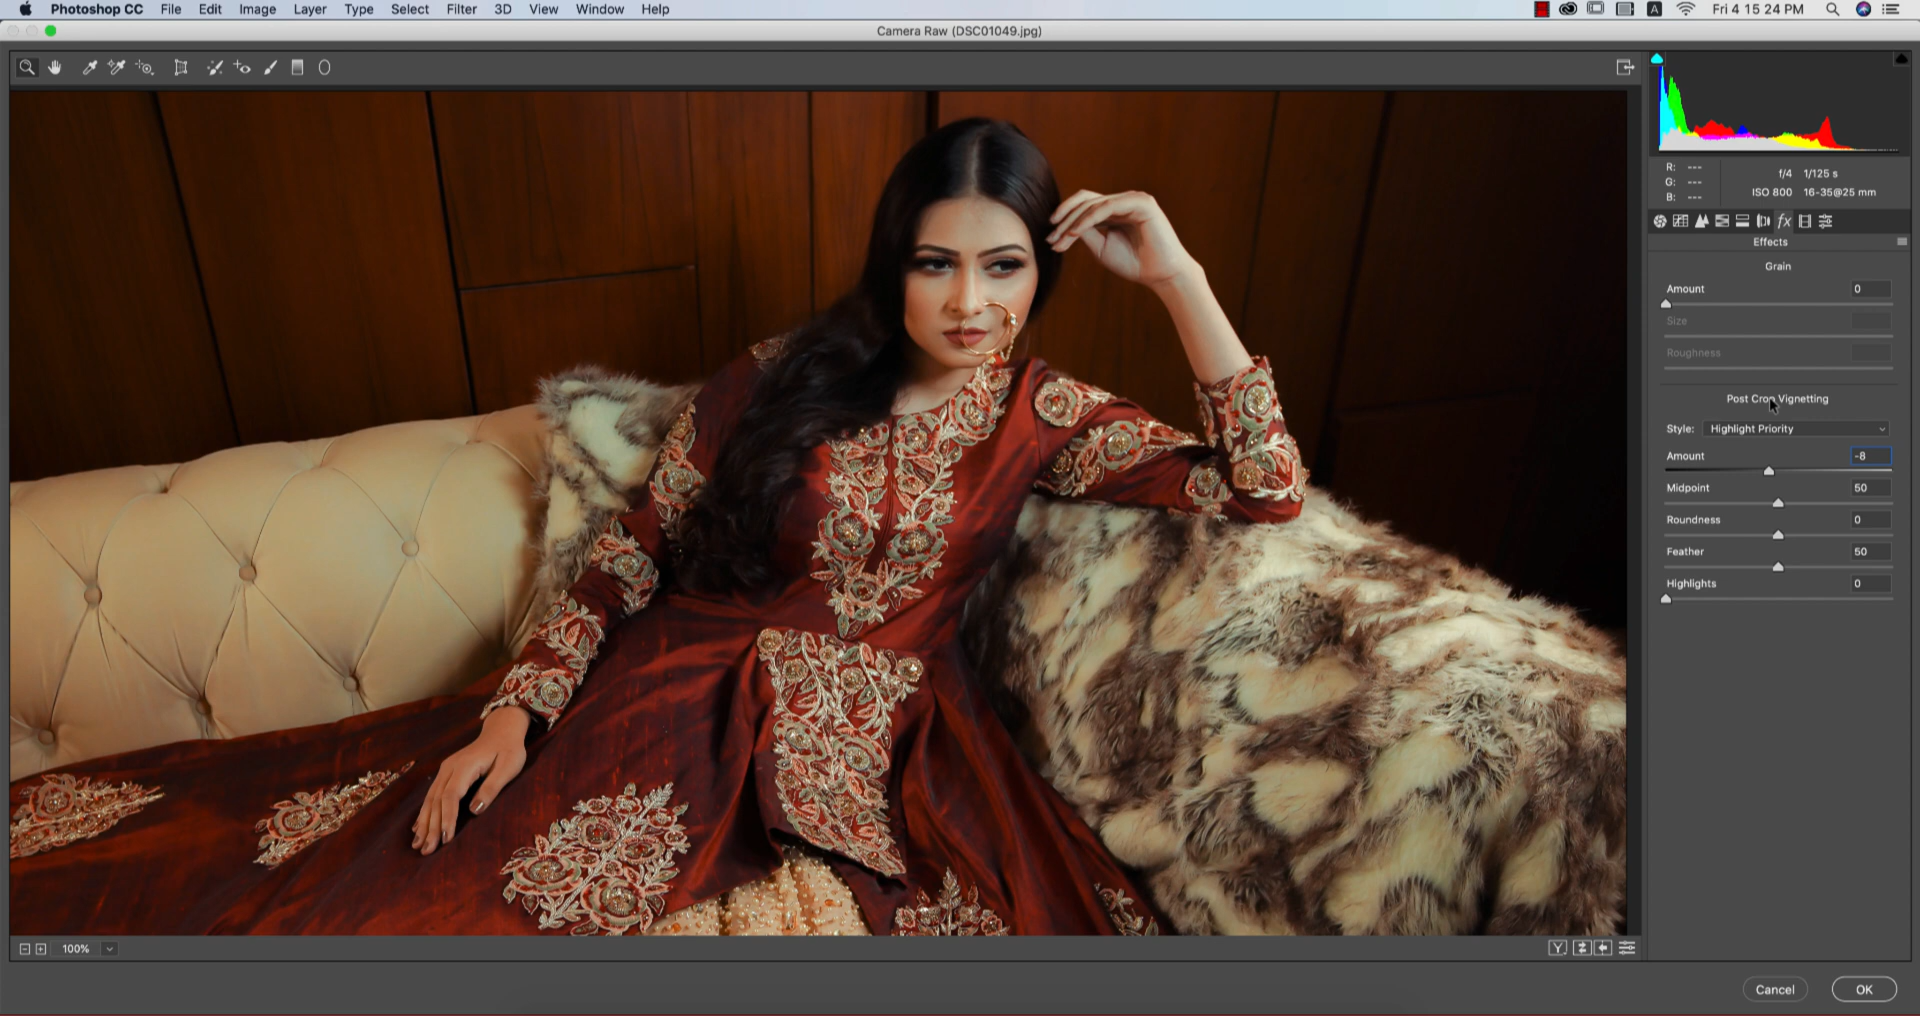 Photoshop CC File Edit Image Layer Type Select Filter 3D View Window Help A Fri 4 15 24 PM
Camera Raw (DSC01049.jpg)
R: --- f/4 1/125 s
G: ---
B: --- ISO 800 16-35@25 mm
fx
Effects
Grain
Amount 0
Size
Roughness
Post Crop Vignetting
Style: Highlight Priority
Amount -8
Midpoint 50
Roundness 0
Feather 50
Highlights 0
100% Y
Cancel OK